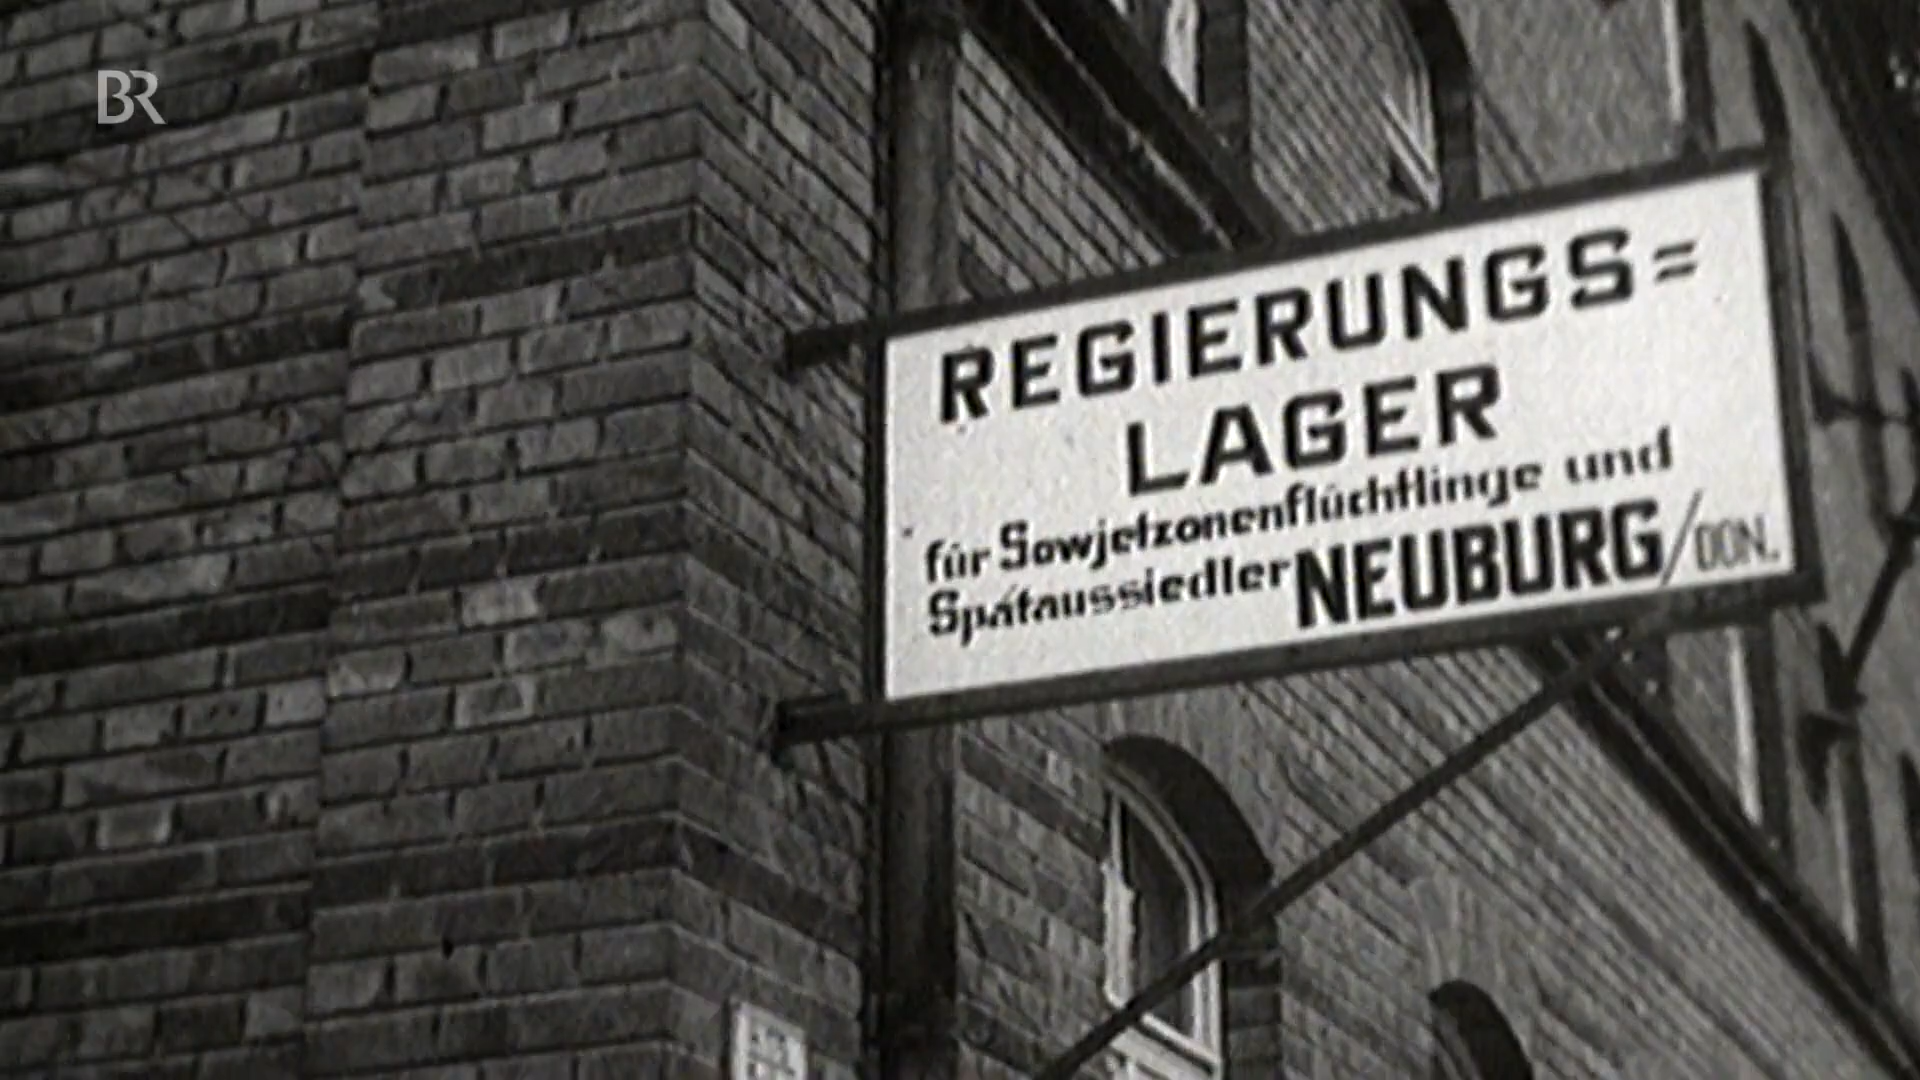 BR
REGIERUNGS=
LAGER
für Sowjetzonenflüchtlinge und
Spätaussiedler NEUBURG/DON.